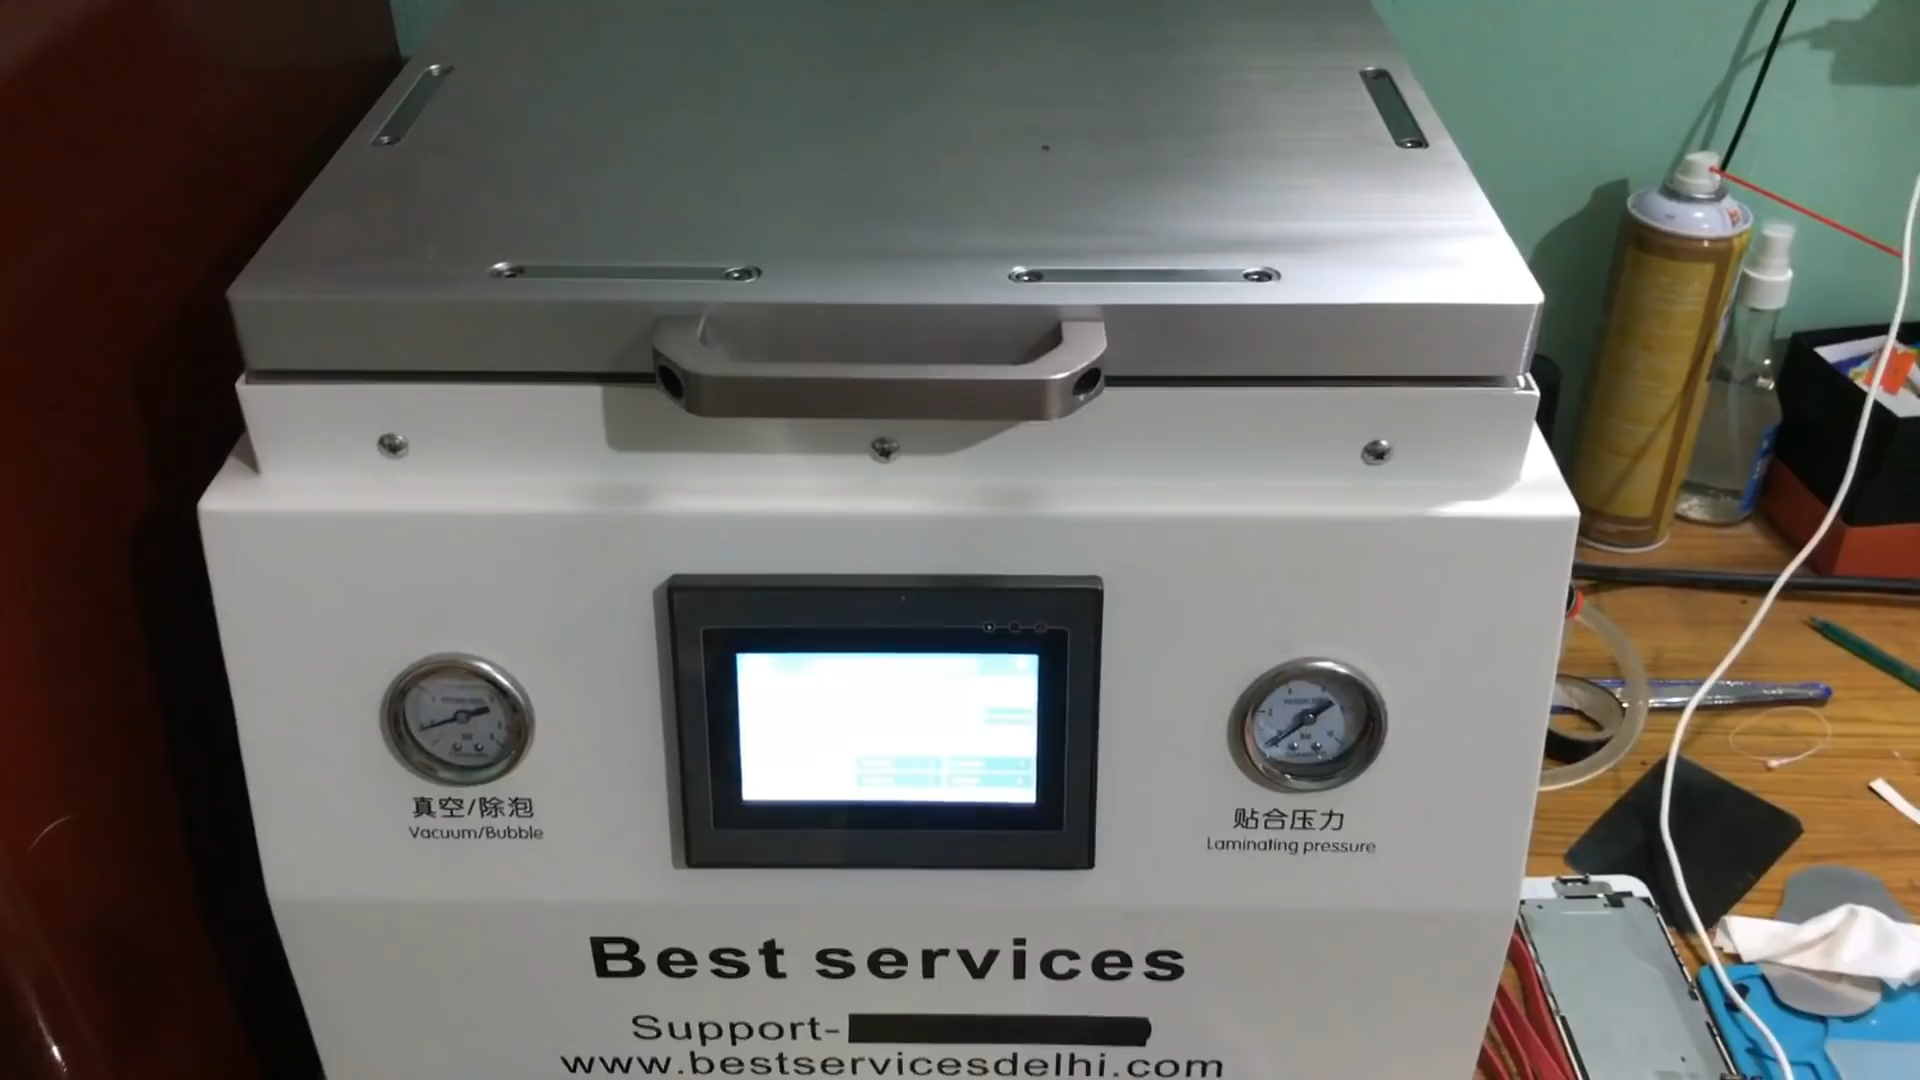 真空/除泡
Vacuum/Bubble
贴合压力
Laminating pressure
Best services
Support-
www.bestservicesdelhi.com